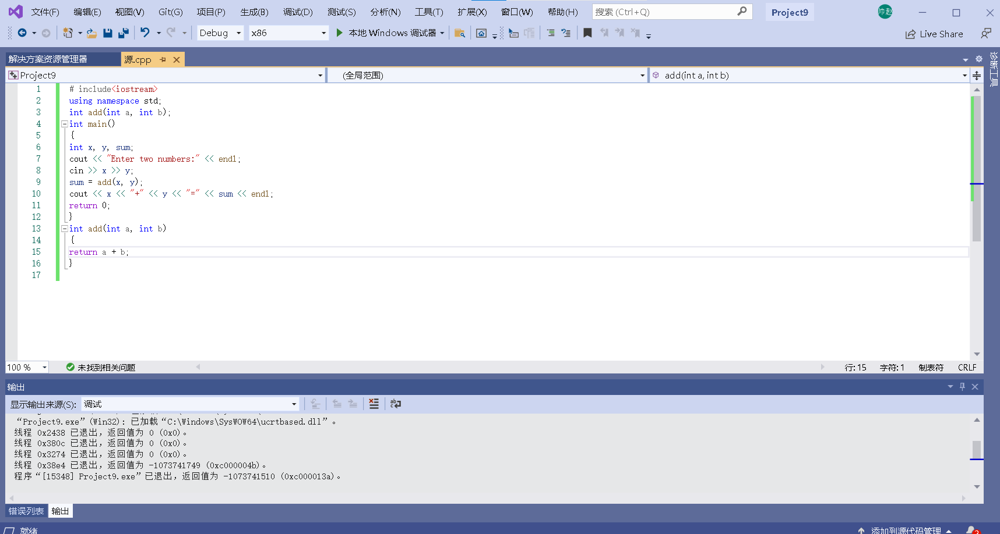 文件(F) 编辑(E) 视图(V) Git(G) 项目(P) 生成(B) 调试(D) 测试(S) 分析(N) 工具(T) 扩展(X) 窗口(W) 帮助(H) 搜索 (Ctrl+Q) Project9 帅赵
Debug x86 本地 Windows 调试器 Live Share
解决方案资源管理器 源.cpp
诊断工具
Project9 (全局范围) add(int a, int b)
1 # include<iostream>
2 using namespace std;
3 int add(int a, int b);
4 int main()
5 {
6 int x, y, sum;
7 cout << "Enter two numbers:" << endl;
8 cin >> x >> y;
9 sum = add(x, y);
10 cout << x << "+" << y << "=" << sum << endl;
11 return 0;
12 }
13 int add(int a, int b)
14 {
15 return a + b;
16 }
17
100 % 未找到相关问题 行: 15 字符: 1 制表符 CRLF
输出
显示输出来源(S): 调试
“Project9.exe”(Win32): 已加载“C:\Windows\SysWOW64\ucrtbased.dll”。
线程 0x2438 已退出，返回值为 0 (0x0)。
线程 0x380c 已退出，返回值为 0 (0x0)。
线程 0x3274 已退出，返回值为 0 (0x0)。
线程 0x38e4 已退出，返回值为 -1073741749 (0xc000004b)。
程序“[15348] Project9.exe”已退出，返回值为 -1073741510 (0xc000013a)。
错误列表 输出
就绪 添加到源代码管理 2